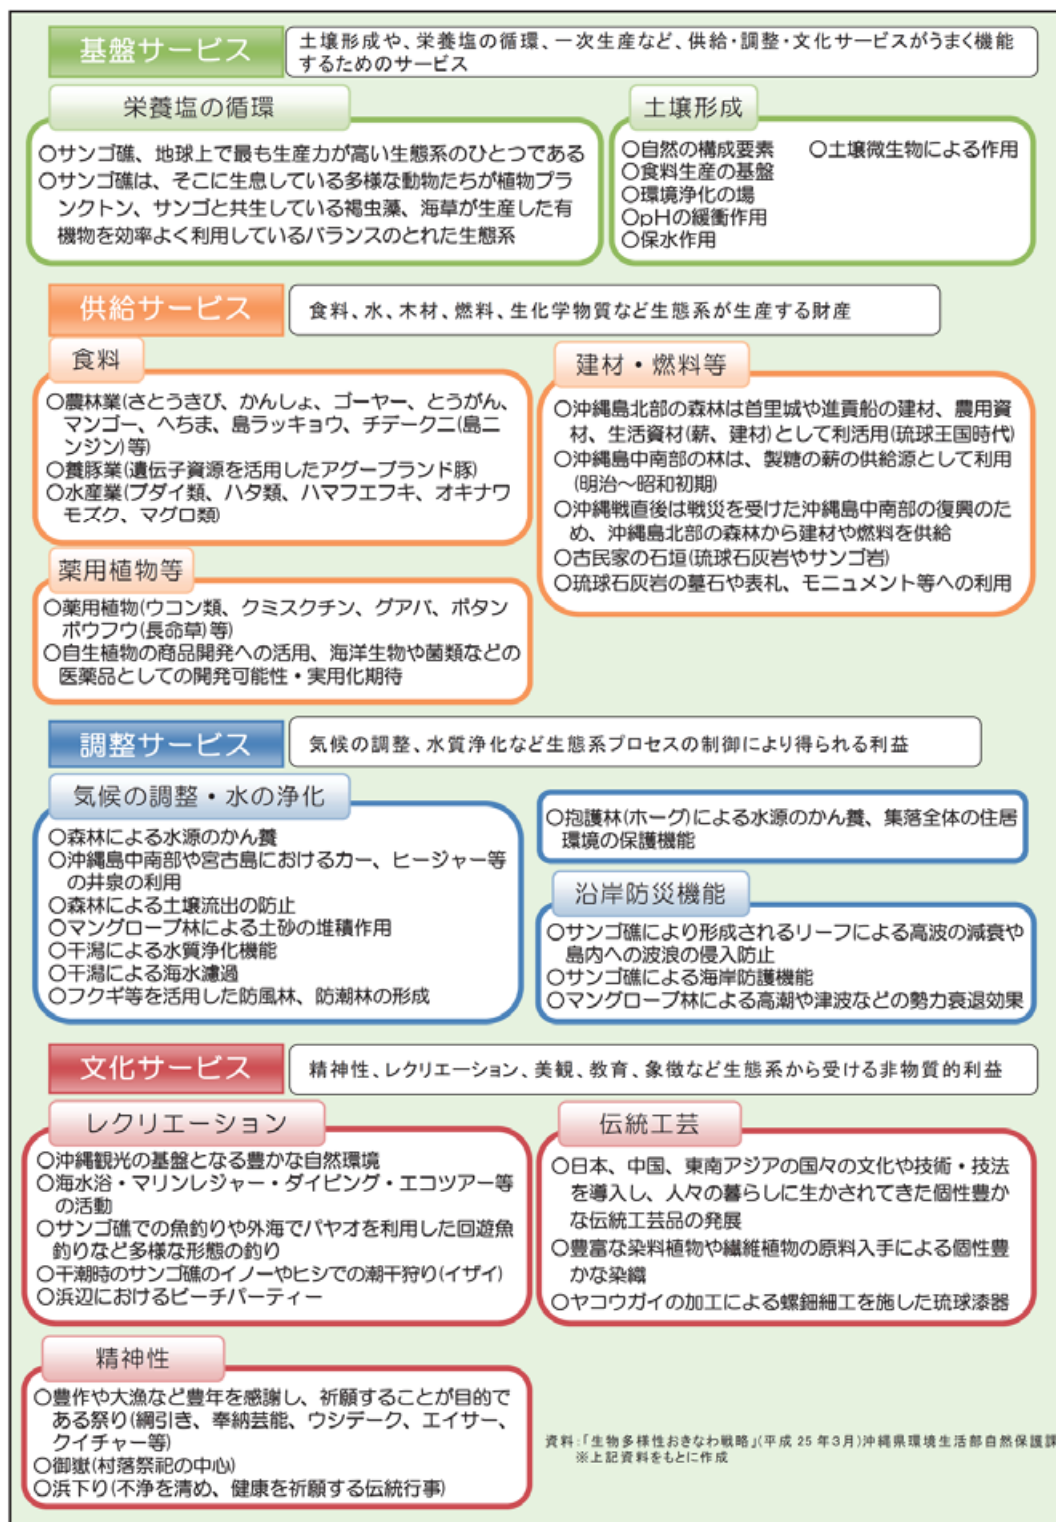 基盤サービス
土壌形成や、栄養塩の循環、一次生産など、供給・調整・文化サービスがうまく機能
するためのサービス
栄養塩の循環
○サンゴ礁、地球上で最も生産力が高い生態系のひとつである
○サンゴ礁は、そこに生息している多様な動物たちが植物プラ
ンクトン、サンゴと共生している褐虫藻、海草が生産した有
機物を効率よく利用しているバランスのとれた生態系
土壌形成
○自然の構成要素
○食料生産の基盤
○環境浄化の場
○pHの緩衝作用
○保水作用
○土壌微生物による作用
供給サービス
食料、水、木材、燃料、生化学物質など生態系が生産する財産
食料
○農林業(さとうきび、かんしょ、ゴーヤー、とうがん、
マンゴー、へちま、島ラッキョウ、チデークニ(島ニ
ンジン)等)
○養豚業(遺伝子資源を活用したアグーブランド豚)
○水産業(ブダイ類、ハタ類、ハマフエフキ、オキナワ
モズク、マグロ類)
薬用植物等
○薬用植物(ウコン類、クミスクチン、グアバ、ボタン
ボウフウ(長命草)等)
○自生植物の商品開発への活用、海洋生物や菌類などの
医薬品としての開発可能性・実用化期待
建材・燃料等
○沖縄島北部の森林は首里城や進貢船の建材、農用資
材、生活資材(薪、建材)として利活用(琉球王国時代)
○沖縄島中南部の林は、製糖の薪の供給源として利用
(明治～昭和初期)
○沖縄戦直後は戦災を受けた沖縄島中南部の復興のた
め、沖縄島北部の森林から建材や燃料を供給
○古民家の石垣(琉球石灰岩やサンゴ岩)
○琉球石灰岩の墓石や表札、モニュメント等への利用
調整サービス
気候の調整、水質浄化など生態系プロセスの制御により得られる利益
気候の調整・水の浄化
○森林による水源のかん養
○沖縄島中南部や宮古島におけるカー、ヒージャー等
の井泉の利用
○森林による土壌流出の防止
○マングローブ林による土砂の堆積作用
○干潟による水質浄化機能
○干潟による海水濾過
○フクギ等を活用した防風林、防潮林の形成
○抱護林(ホーグ)による水源のかん養、集落全体の住居
環境の保護機能
沿岸防災機能
○サンゴ礁により形成されるリーフによる高波の減衰や
島内への波浪の侵入防止
○サンゴ礁による海岸防護機能
○マングローブ林による高潮や津波などの勢力衰退効果
文化サービス
精神性、レクリエーション、美観、教育、象徴など生態系から受ける非物質的利益
レクリエーション
○沖縄観光の基盤となる豊かな自然環境
○海水浴・マリンレジャー・ダイビング・エコツアー等
の活動
○サンゴ礁での魚釣りや外海でパヤオを利用した回遊魚
釣りなど多様な形態の釣り
○干潮時のサンゴ礁のイノーやヒシでの潮干狩り(イザイ)
○浜辺におけるビーチパーティー
伝統工芸
○日本、中国、東南アジアの国々の文化や技術・技法
を導入し、人々の暮らしに生かされてきた個性豊か
な伝統工芸品の発展
○豊富な染料植物や繊維植物の原料入手による個性豊
かな染織
○ヤコウガイの加工による螺鈿細工を施した琉球漆器
精神性
○豊作や大漁など豊年を感謝し、祈願することが目的で
ある祭り(綱引き、奉納芸能、ウシデーク、エイサー、
クイチャー等)
○御嶽(村落祭祀の中心)
○浜下り(不浄を清め、健康を祈願する伝統行事)
資料：「生物多様性おきなわ戦略」(平成 25 年3月)沖縄県環境生活部自然保護課
※上記資料をもとに作成